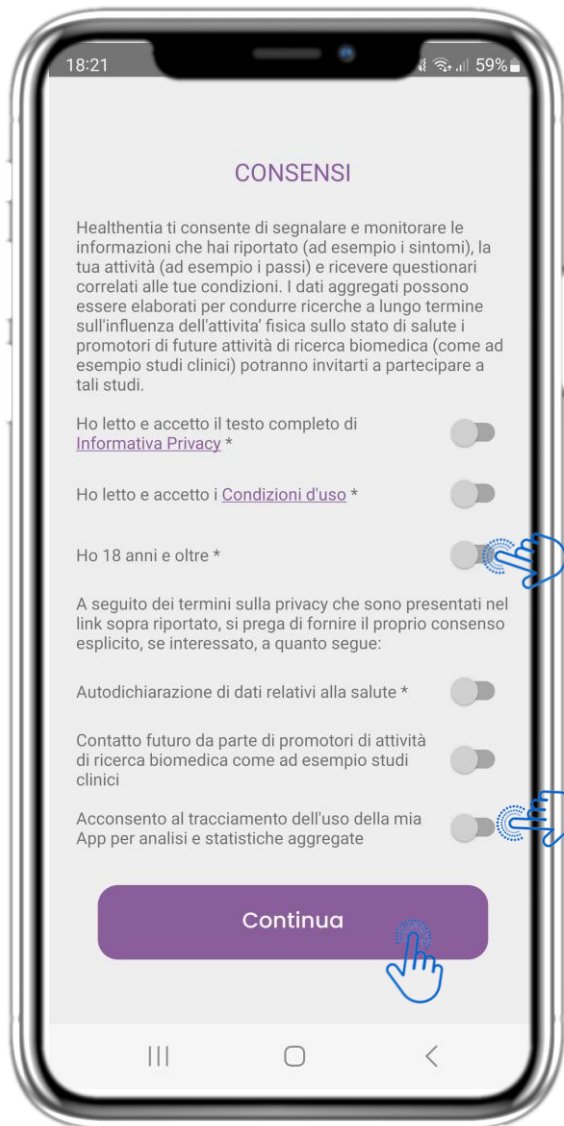 18:21
59%
CONSENSI
Healthentia ti consente di segnalare e monitorare le
informazioni che hai riportato (ad esempio i sintomi), la
tua attività (ad esempio i passi) e ricevere questionari
correlati alle tue condizioni. I dati aggregati possono
essere elaborati per condurre ricerche a lungo termine
sull'influenza dell'attivita' fisica sullo stato di salute i
promotori di future attività di ricerca biomedica (come ad
esempio studi clinici) potranno invitarti a partecipare a
tali studi.
Ho letto e accetto il testo completo di
Informativa Privacy *
Ho letto e accetto i Condizioni d'uso *
Ho 18 anni e oltre *
A seguito dei termini sulla privacy che sono presentati nel
link sopra riportato, si prega di fornire il proprio consenso
esplicito, se interessato, a quanto segue:
Autodichiarazione di dati relativi alla salute *
Contatto futuro da parte di promotori di attività
di ricerca biomedica come ad esempio studi
clinici
Acconsento al tracciamento dell'uso della mia
App per analisi e statistiche aggregate
Continua